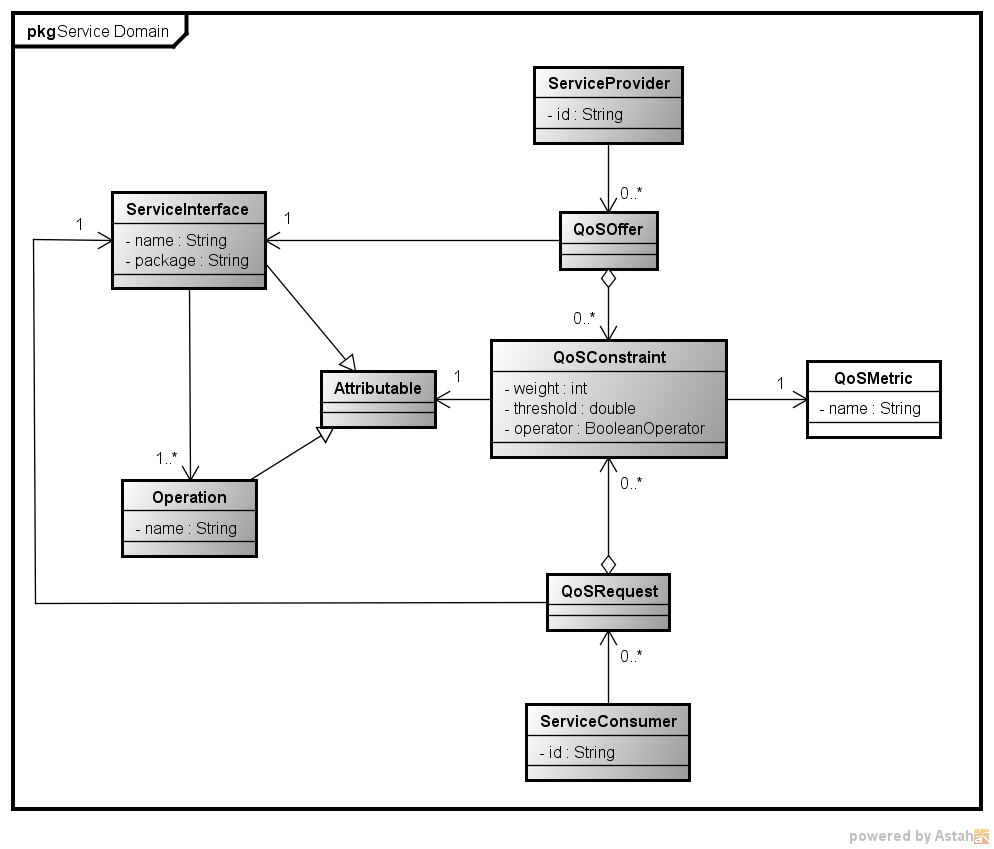 pkg Service Domain
ServiceProvider
- id : String
0..*
ServiceInterface
- name : String
- package : String
1
1
QoSOffer
0..*
QoSConstraint
- weight : int
- threshold : double
- operator : BooleanOperator
Attributable
1
1
QoSMetric
- name : String
1..*
Operation
- name : String
0..*
QoSRequest
0..*
ServiceConsumer
- id : String
powered by Astah